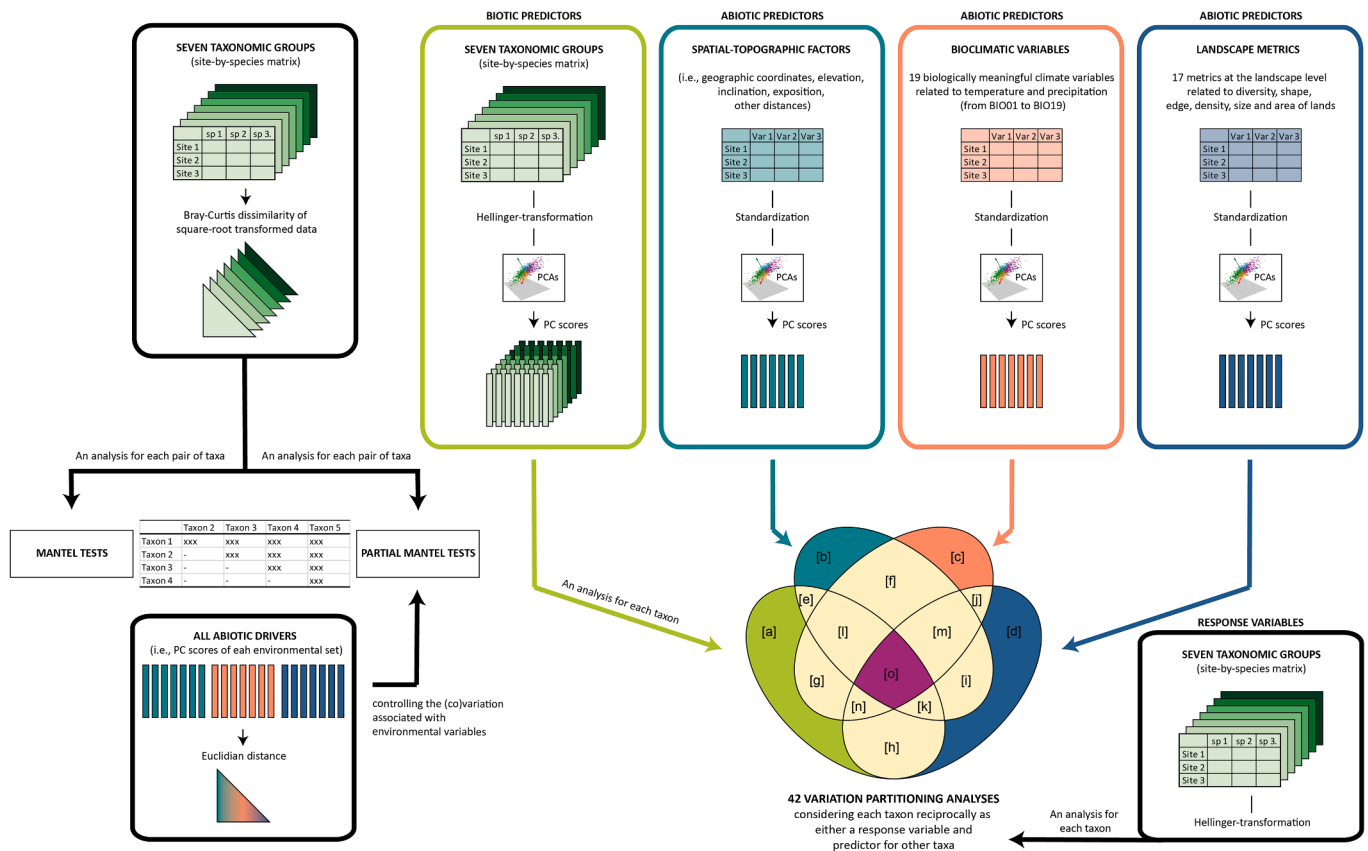 SEVEN TAXONOMIC GROUPS
(site-by-species matrix)
sp 1 sp 2 sp 3.
Site 1
Site 2
Site 3
Bray-Curtis dissimilarity of
square-root transformed data
BIOTIC PREDICTORS
SEVEN TAXONOMIC GROUPS
(site-by-species matrix)
sp 1 sp 2 sp 3.
Site 1
Site 2
Site 3
Hellinger-transformation
PCAs
PC scores
ABIOTIC PREDICTORS
SPATIAL-TOPOGRAPHIC FACTORS
(i.e., geographic coordinates, elevation,
inclination, exposition,
other distances)
Var 1 Var 2 Var 3
Site 1
Site 2
Site 3
Standardization
PCAs
PC scores
ABIOTIC PREDICTORS
BIOCLIMATIC VARIABLES
19 biologically meaningful climate variables
related to temperature and precipitation
(from BIO01 to BIO19)
Var 1 Var 2 Var 3
Site 1
Site 2
Site 3
Standardization
PCAs
PC scores
ABIOTIC PREDICTORS
LANDSCAPE METRICS
17 metrics at the landscape level
related to diversity, shape,
edge, density, size and area of lands
Var 1 Var 2 Var 3
Site 1
Site 2
Site 3
Standardization
PCAs
PC scores
An analysis for each pair of taxa
An analysis for each pair of taxa
MANTEL TESTS
Taxon 2 Taxon 3 Taxon 4 Taxon 5
Taxon 1 xxx xxx xxx xxx
Taxon 2 - xxx xxx xxx
Taxon 3 - - xxx xxx
Taxon 4 - - - xxx
PARTIAL MANTEL TESTS
ALL ABIOTIC DRIVERS
(i.e., PC scores of eah environmental set)
Euclidian distance
controlling the (co)variation
associated with
environmental variables
An analysis for each taxon
[b]
[c]
[f]
[e]
[j]
[a]
[l]
[m]
[d]
[o]
[g]
[i]
[n]
[k]
[h]
42 VARIATION PARTITIONING ANALYSES
considering each taxon reciprocally as
either a response variable and
predictor for other taxa
An analysis for
each taxon
RESPONSE VARIABLES
SEVEN TAXONOMIC GROUPS
(site-by-species matrix)
sp 1 sp 2 sp 3.
Site 1
Site 2
Site 3
Hellinger-transformation